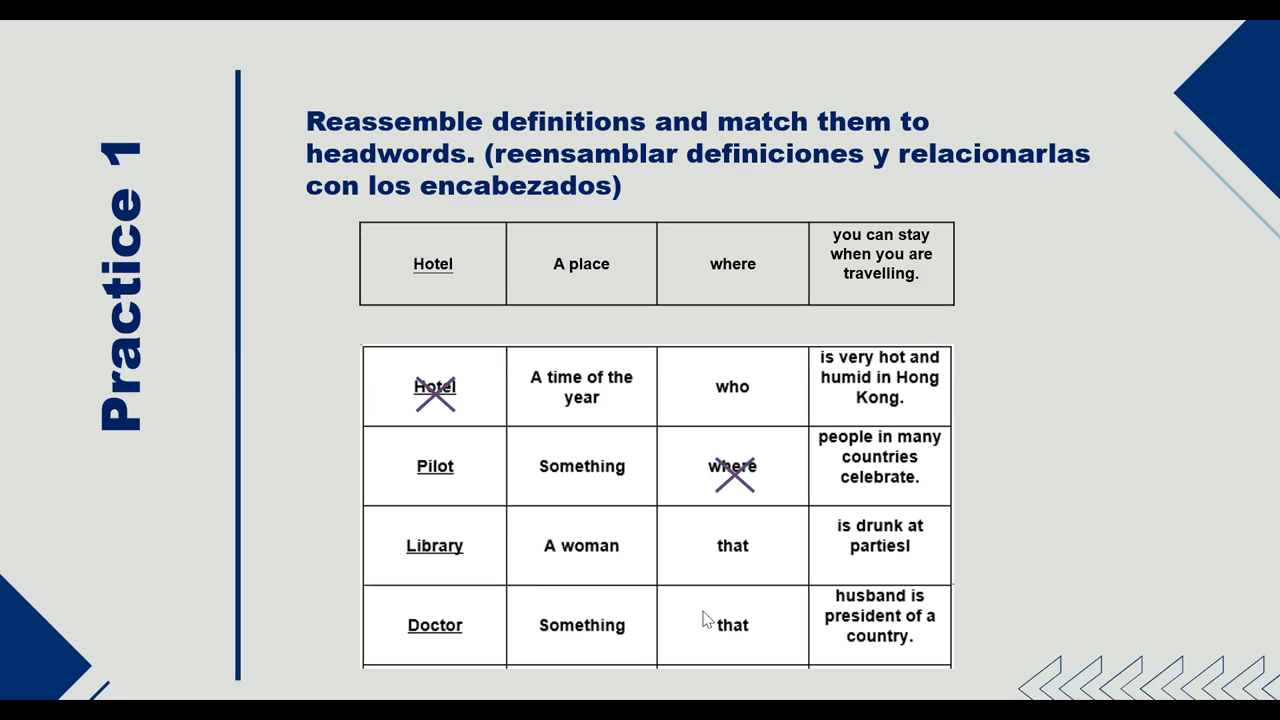 Practice 1
Reassemble definitions and match them to
headwords. (reensamblar definiciones y relacionarlas
con los encabezados)
Hotel
A place
where
you can stay
when you are
travelling.
Hotel
A time of the
year
who
is very hot and
humid in Hong
Kong.
Pilot
Something
where
people in many
countries
celebrate.
Library
A woman
that
is drunk at
parties!
Doctor
Something
that
husband is
president of a
country.